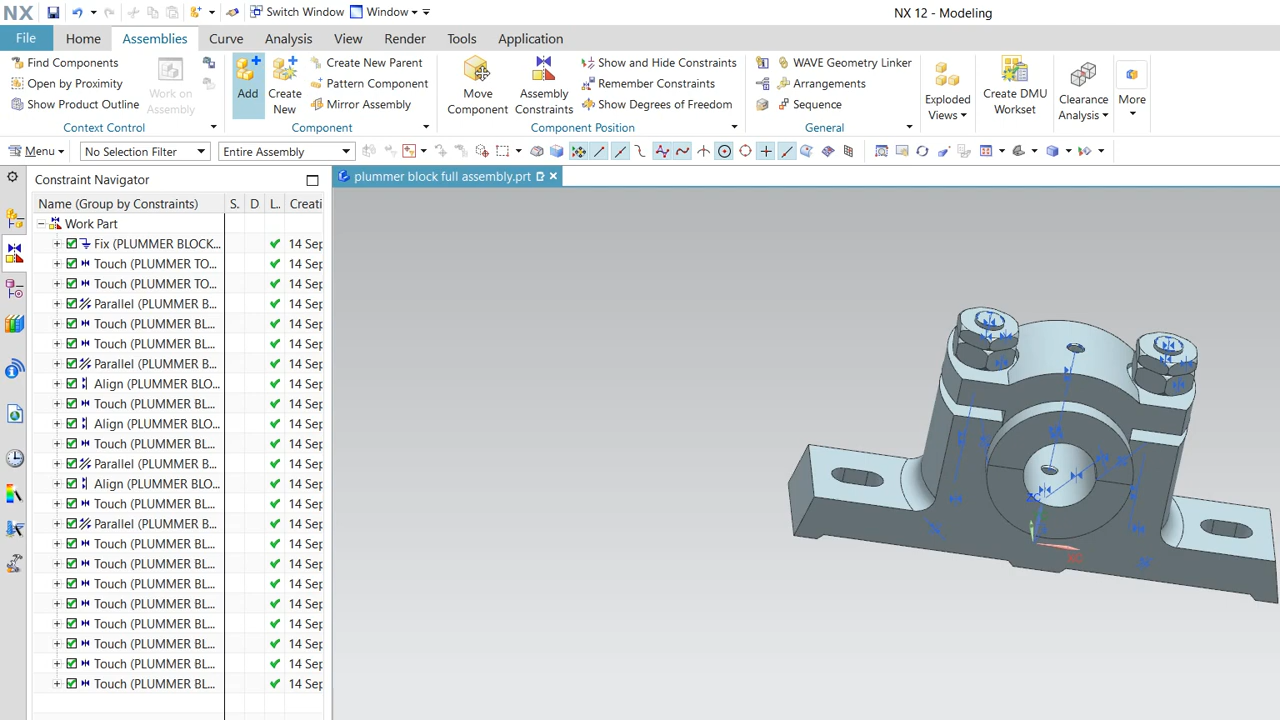 NX Switch Window Window NX 12 - Modeling
File Home Assemblies Curve Analysis View Render Tools Application
Find Components
Open by Proximity
Show Product Outline
Work on Assembly
Context Control
Add
Create New
Create New Parent
Pattern Component
Mirror Assembly
Component
Move Component
Assembly Constraints
Show and Hide Constraints
Remember Constraints
Show Degrees of Freedom
Component Position
WAVE Geometry Linker
Arrangements
Sequence
General
Exploded Views
Create DMU Workset
Clearance Analysis
More
Menu No Selection Filter Entire Assembly
Constraint Navigator
plummer block full assembly.prt
Name (Group by Constraints) S. D L.. Creati
Work Part
Fix (PLUMMER BLOCK... 14 Sep
Touch (PLUMMER TO... 14 Sep
Touch (PLUMMER TO... 14 Sep
Parallel (PLUMMER B... 14 Sep
Touch (PLUMMER BL... 14 Sep
Touch (PLUMMER BL... 14 Sep
Parallel (PLUMMER B... 14 Sep
Align (PLUMMER BLO... 14 Sep
Touch (PLUMMER BL... 14 Sep
Align (PLUMMER BLO... 14 Sep
Touch (PLUMMER BL... 14 Sep
Parallel (PLUMMER B... 14 Sep
Align (PLUMMER BLO... 14 Sep
Touch (PLUMMER BL... 14 Sep
Parallel (PLUMMER B... 14 Sep
Touch (PLUMMER BL... 14 Sep
Touch (PLUMMER BL... 14 Sep
Touch (PLUMMER BL... 14 Sep
Touch (PLUMMER BL... 14 Sep
Touch (PLUMMER BL... 14 Sep
Touch (PLUMMER BL... 14 Sep
Touch (PLUMMER BL... 14 Sep
Touch (PLUMMER BL... 14 Sep
ZC
XC